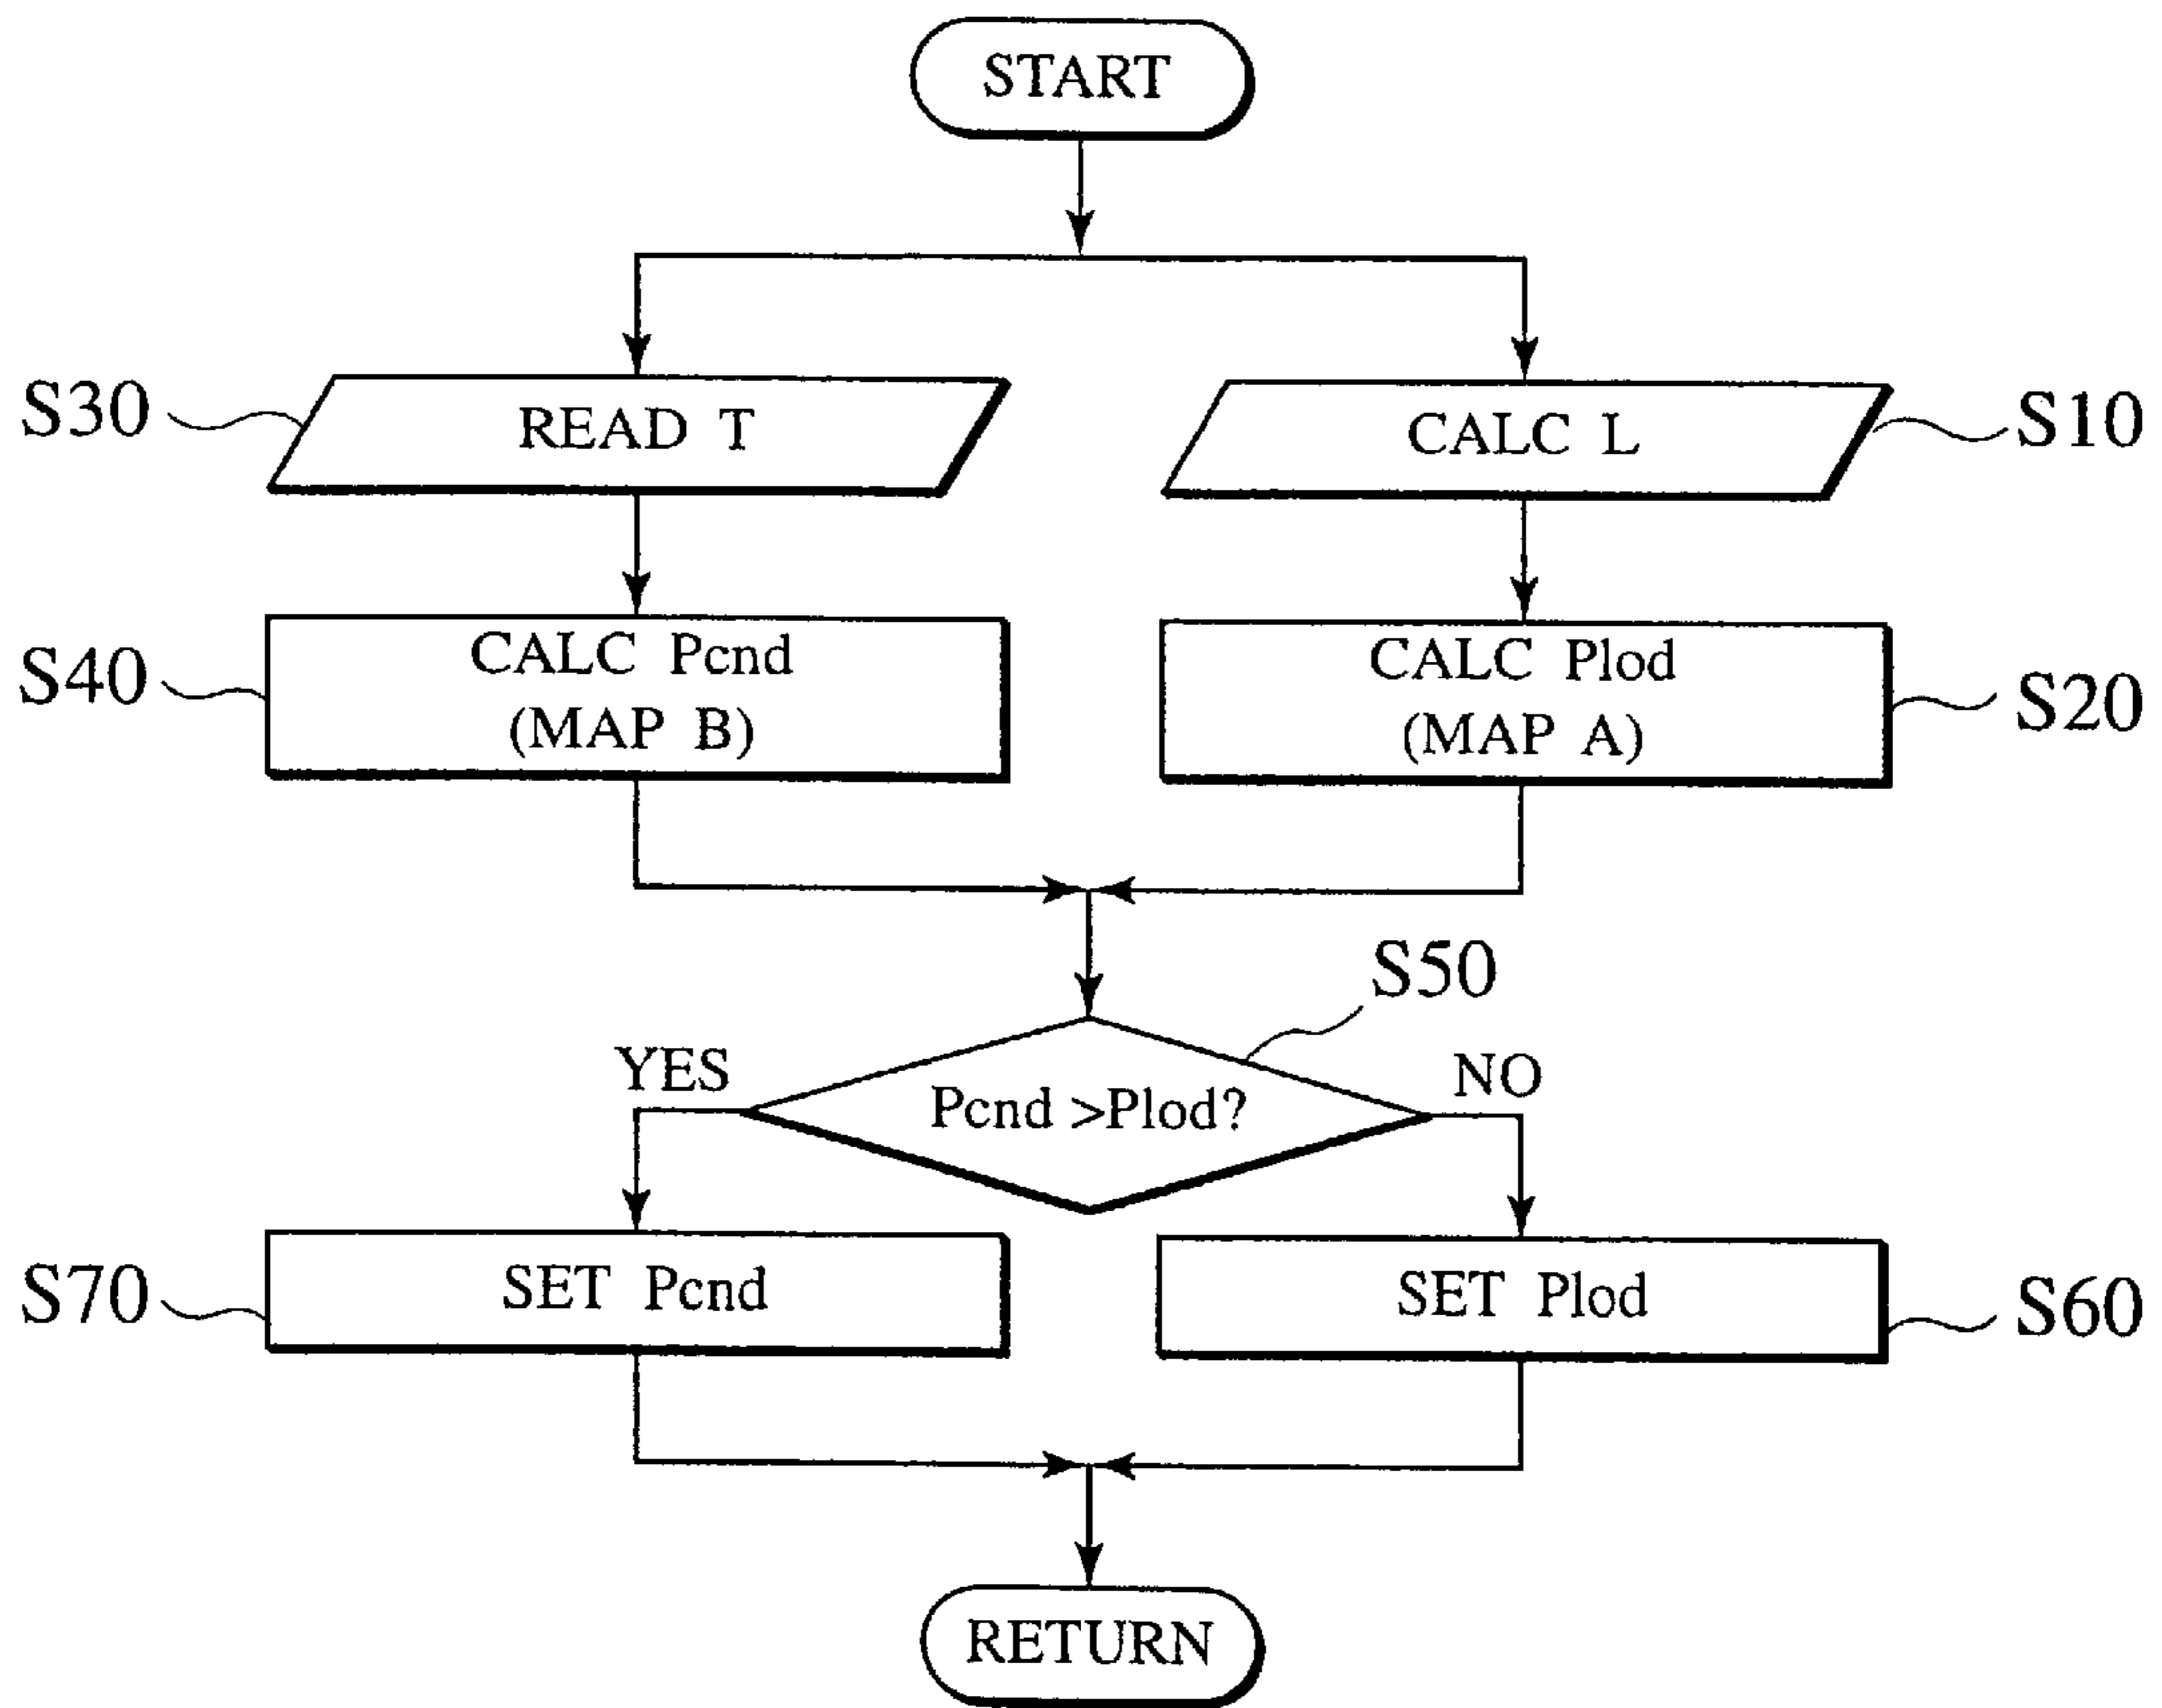 START
S30
READ T
CALC L
S10
S40
CALC Pcnd
(MAP B)
CALC Plod
(MAP A)
S20
S50
YES
Pcnd >Plod?
NO
S70
SET Pcnd
SET Plod
S60
RETURN